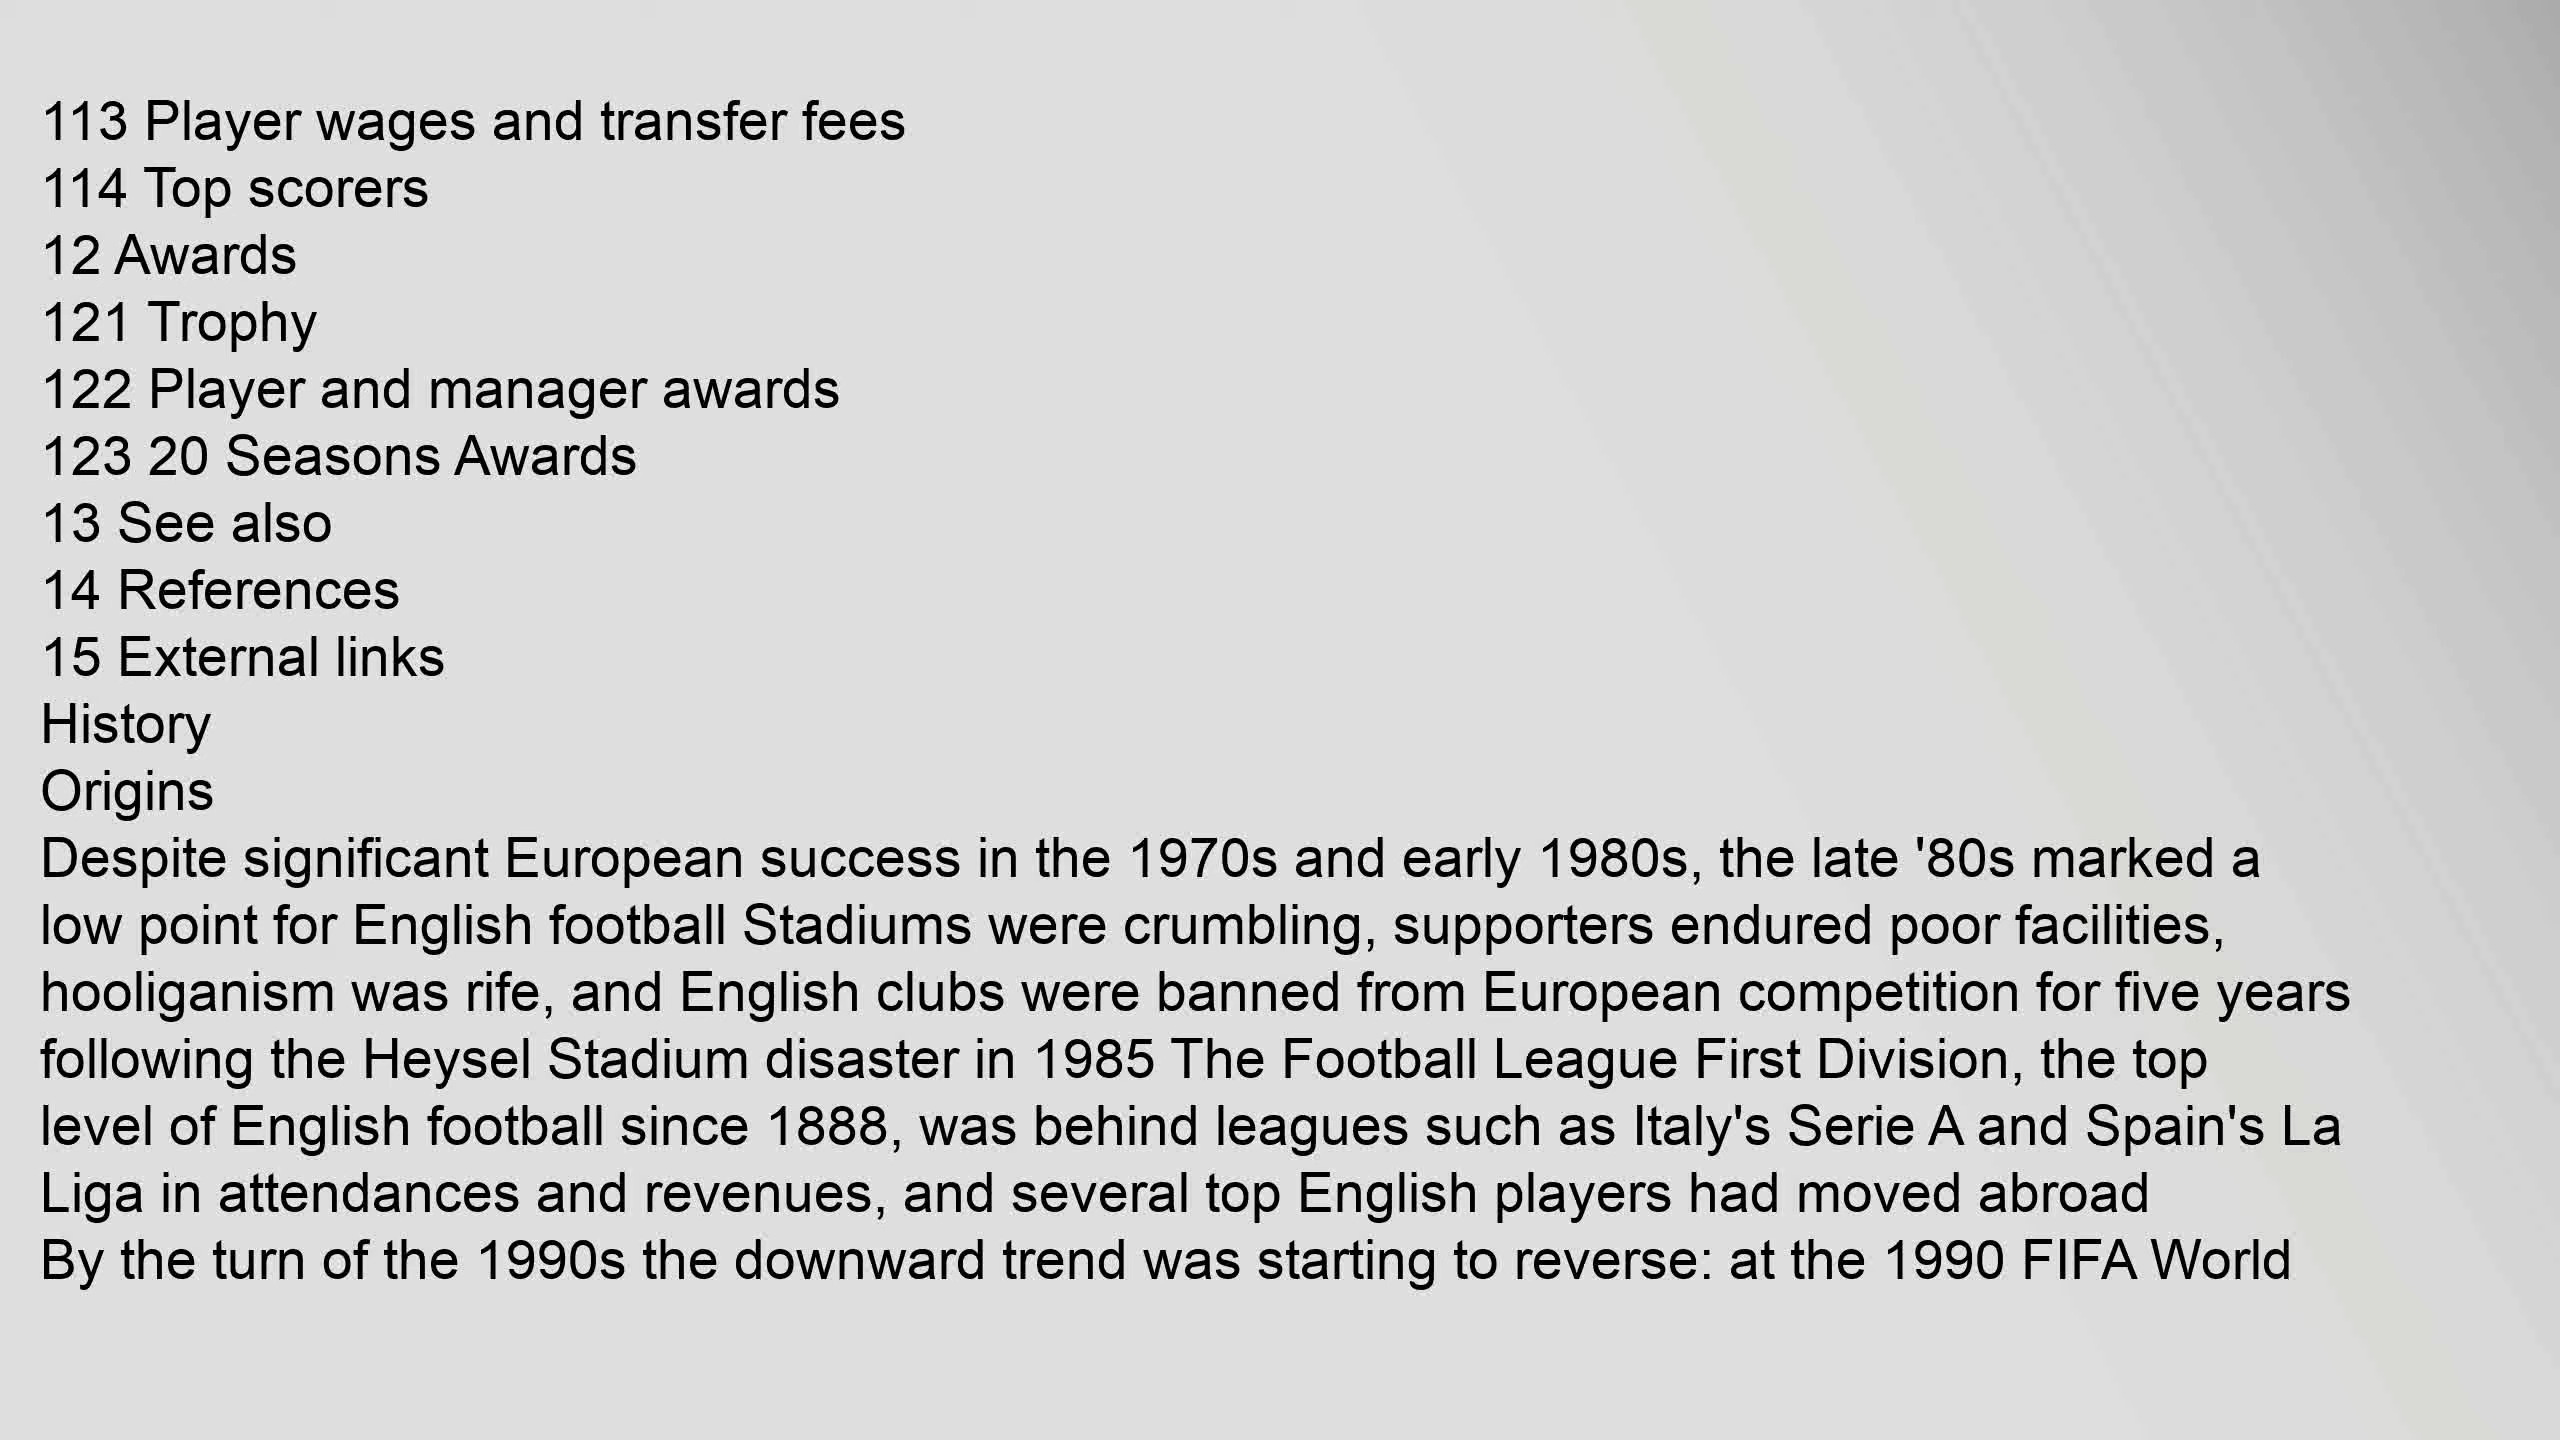 113 Player wages and transfer fees
114 Top scorers
12 Awards
121 Trophy
122 Player and manager awards
123 20 Seasons Awards
13 See also
14 References
15 External links
History
Origins
Despite significant European success in the 1970s and early 1980s, the late '80s marked a
low point for English football Stadiums were crumbling, supporters endured poor facilities,
hooliganism was rife, and English clubs were banned from European competition for five years
following the Heysel Stadium disaster in 1985 The Football League First Division, the top
level of English football since 1888, was behind leagues such as Italy's Serie A and Spain's La
Liga in attendances and revenues, and several top English players had moved abroad
By the turn of the 1990s the downward trend was starting to reverse: at the 1990 FIFA World